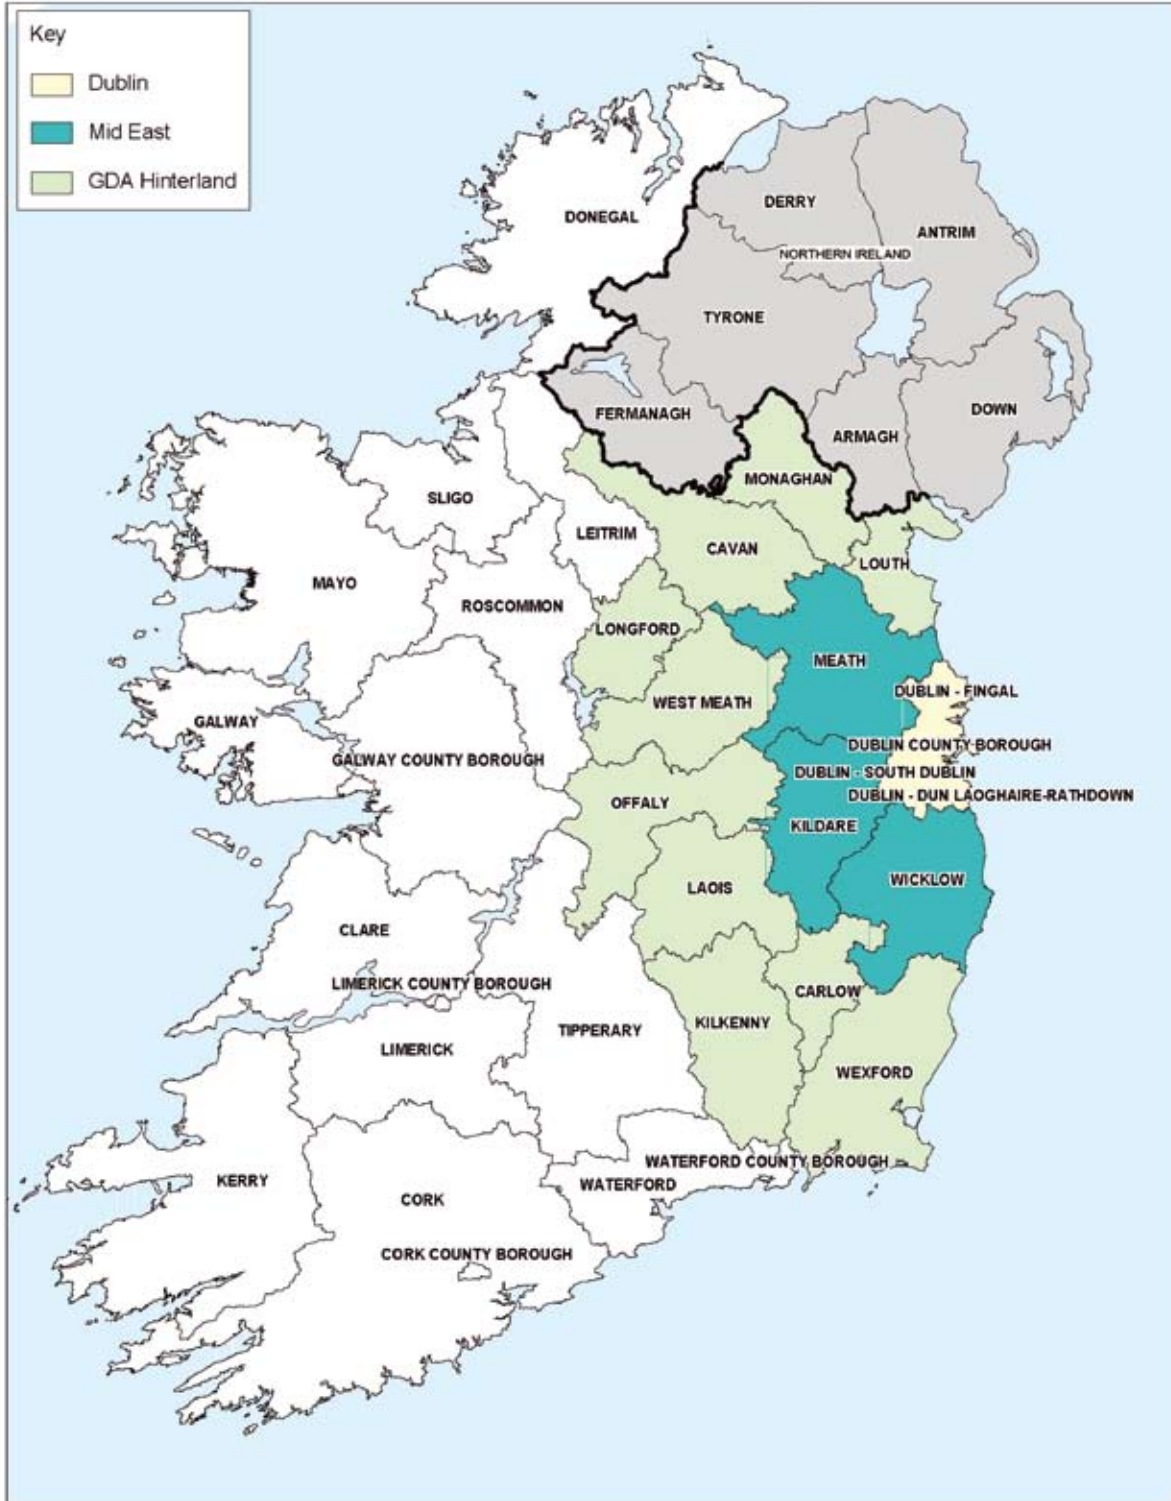 Key
Dublin
Mid East
GDA Hinterland
DONEGAL
DERRY
ANTRIM
NORTHERN IRELAND
TYRONE
FERMANAGH
DOWN
ARMAGH
MONAGHAN
SLIGO
LEITRIM
CAVAN
LOUTH
MAYO
ROSCOMMON
LONGFORD
MEATH
DUBLIN - FINGAL
WEST MEATH
GALWAY
DUBLIN COUNTY BOROUGH
GALWAY COUNTY BOROUGH
DUBLIN - SOUTH DUBLIN
DUBLIN - DUN LAOGHAIRE-RATHDOWN
OFFALY
KILDARE
WICKLOW
LAOIS
CLARE
LIMERICK COUNTY BOROUGH
CARLOW
KILKENNY
TIPPERARY
LIMERICK
WEXFORD
WATERFORD COUNTY BOROUGH
KERRY
WATERFORD
CORK
CORK COUNTY BOROUGH